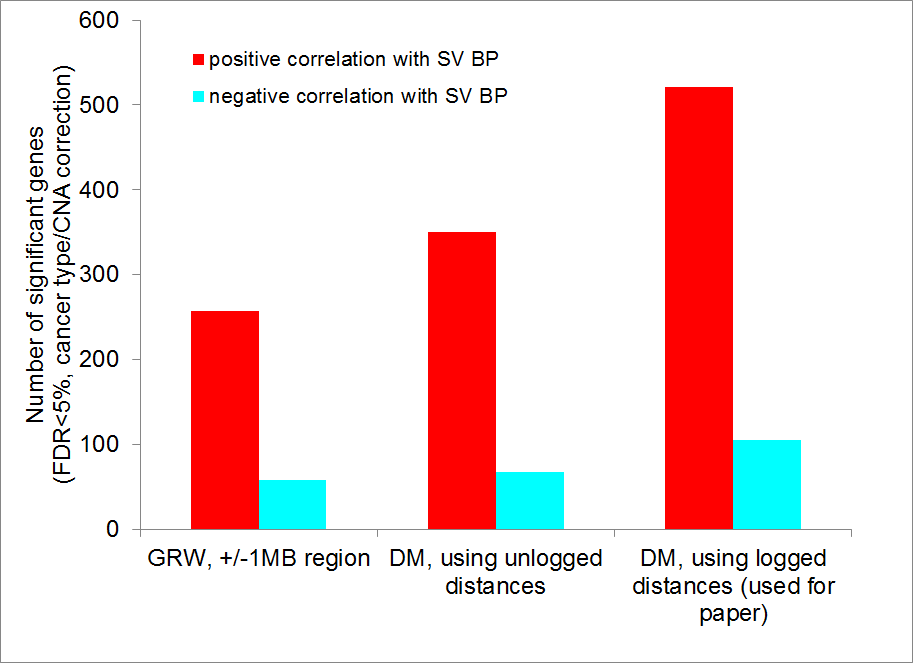 Number of significant genes
(FDR<5%, cancer type/CNA correction)
600
500
400
300
200
100
0
positive correlation with SV BP
negative correlation with SV BP
GRW, +/-1MB region
DM, using unlogged
distances
DM, using logged
distances (used for
paper)